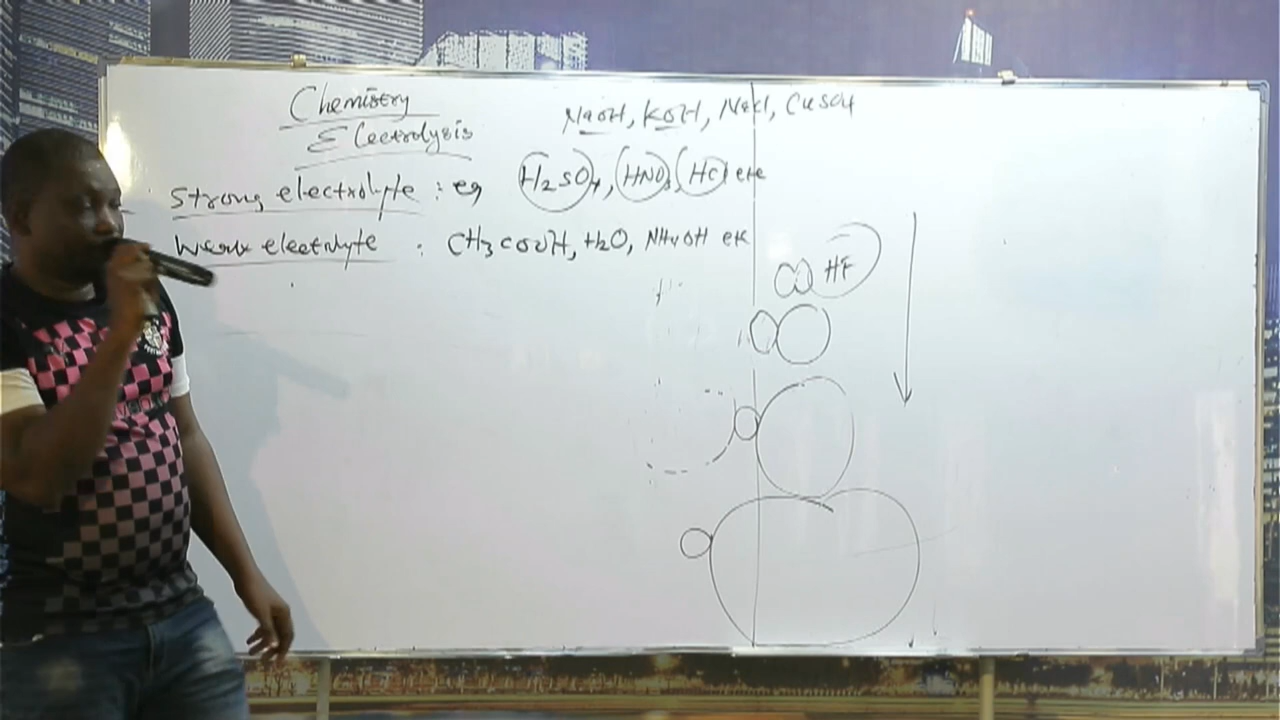 Chemistry
Electrolysis
NaOH, KOH, NaCl, CuSO4
Strong electrolyte : eg H2SO4, HNO3, HCl etc
Weak electrolyte : CH3COOH, H2O, NH4OH etc
HF